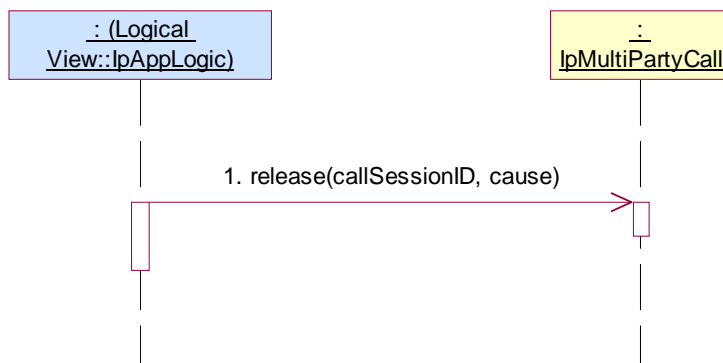 : (Logical
View::IpAppLogic)
:
IpMultiPartyCall
1. release(callSessionID, cause)